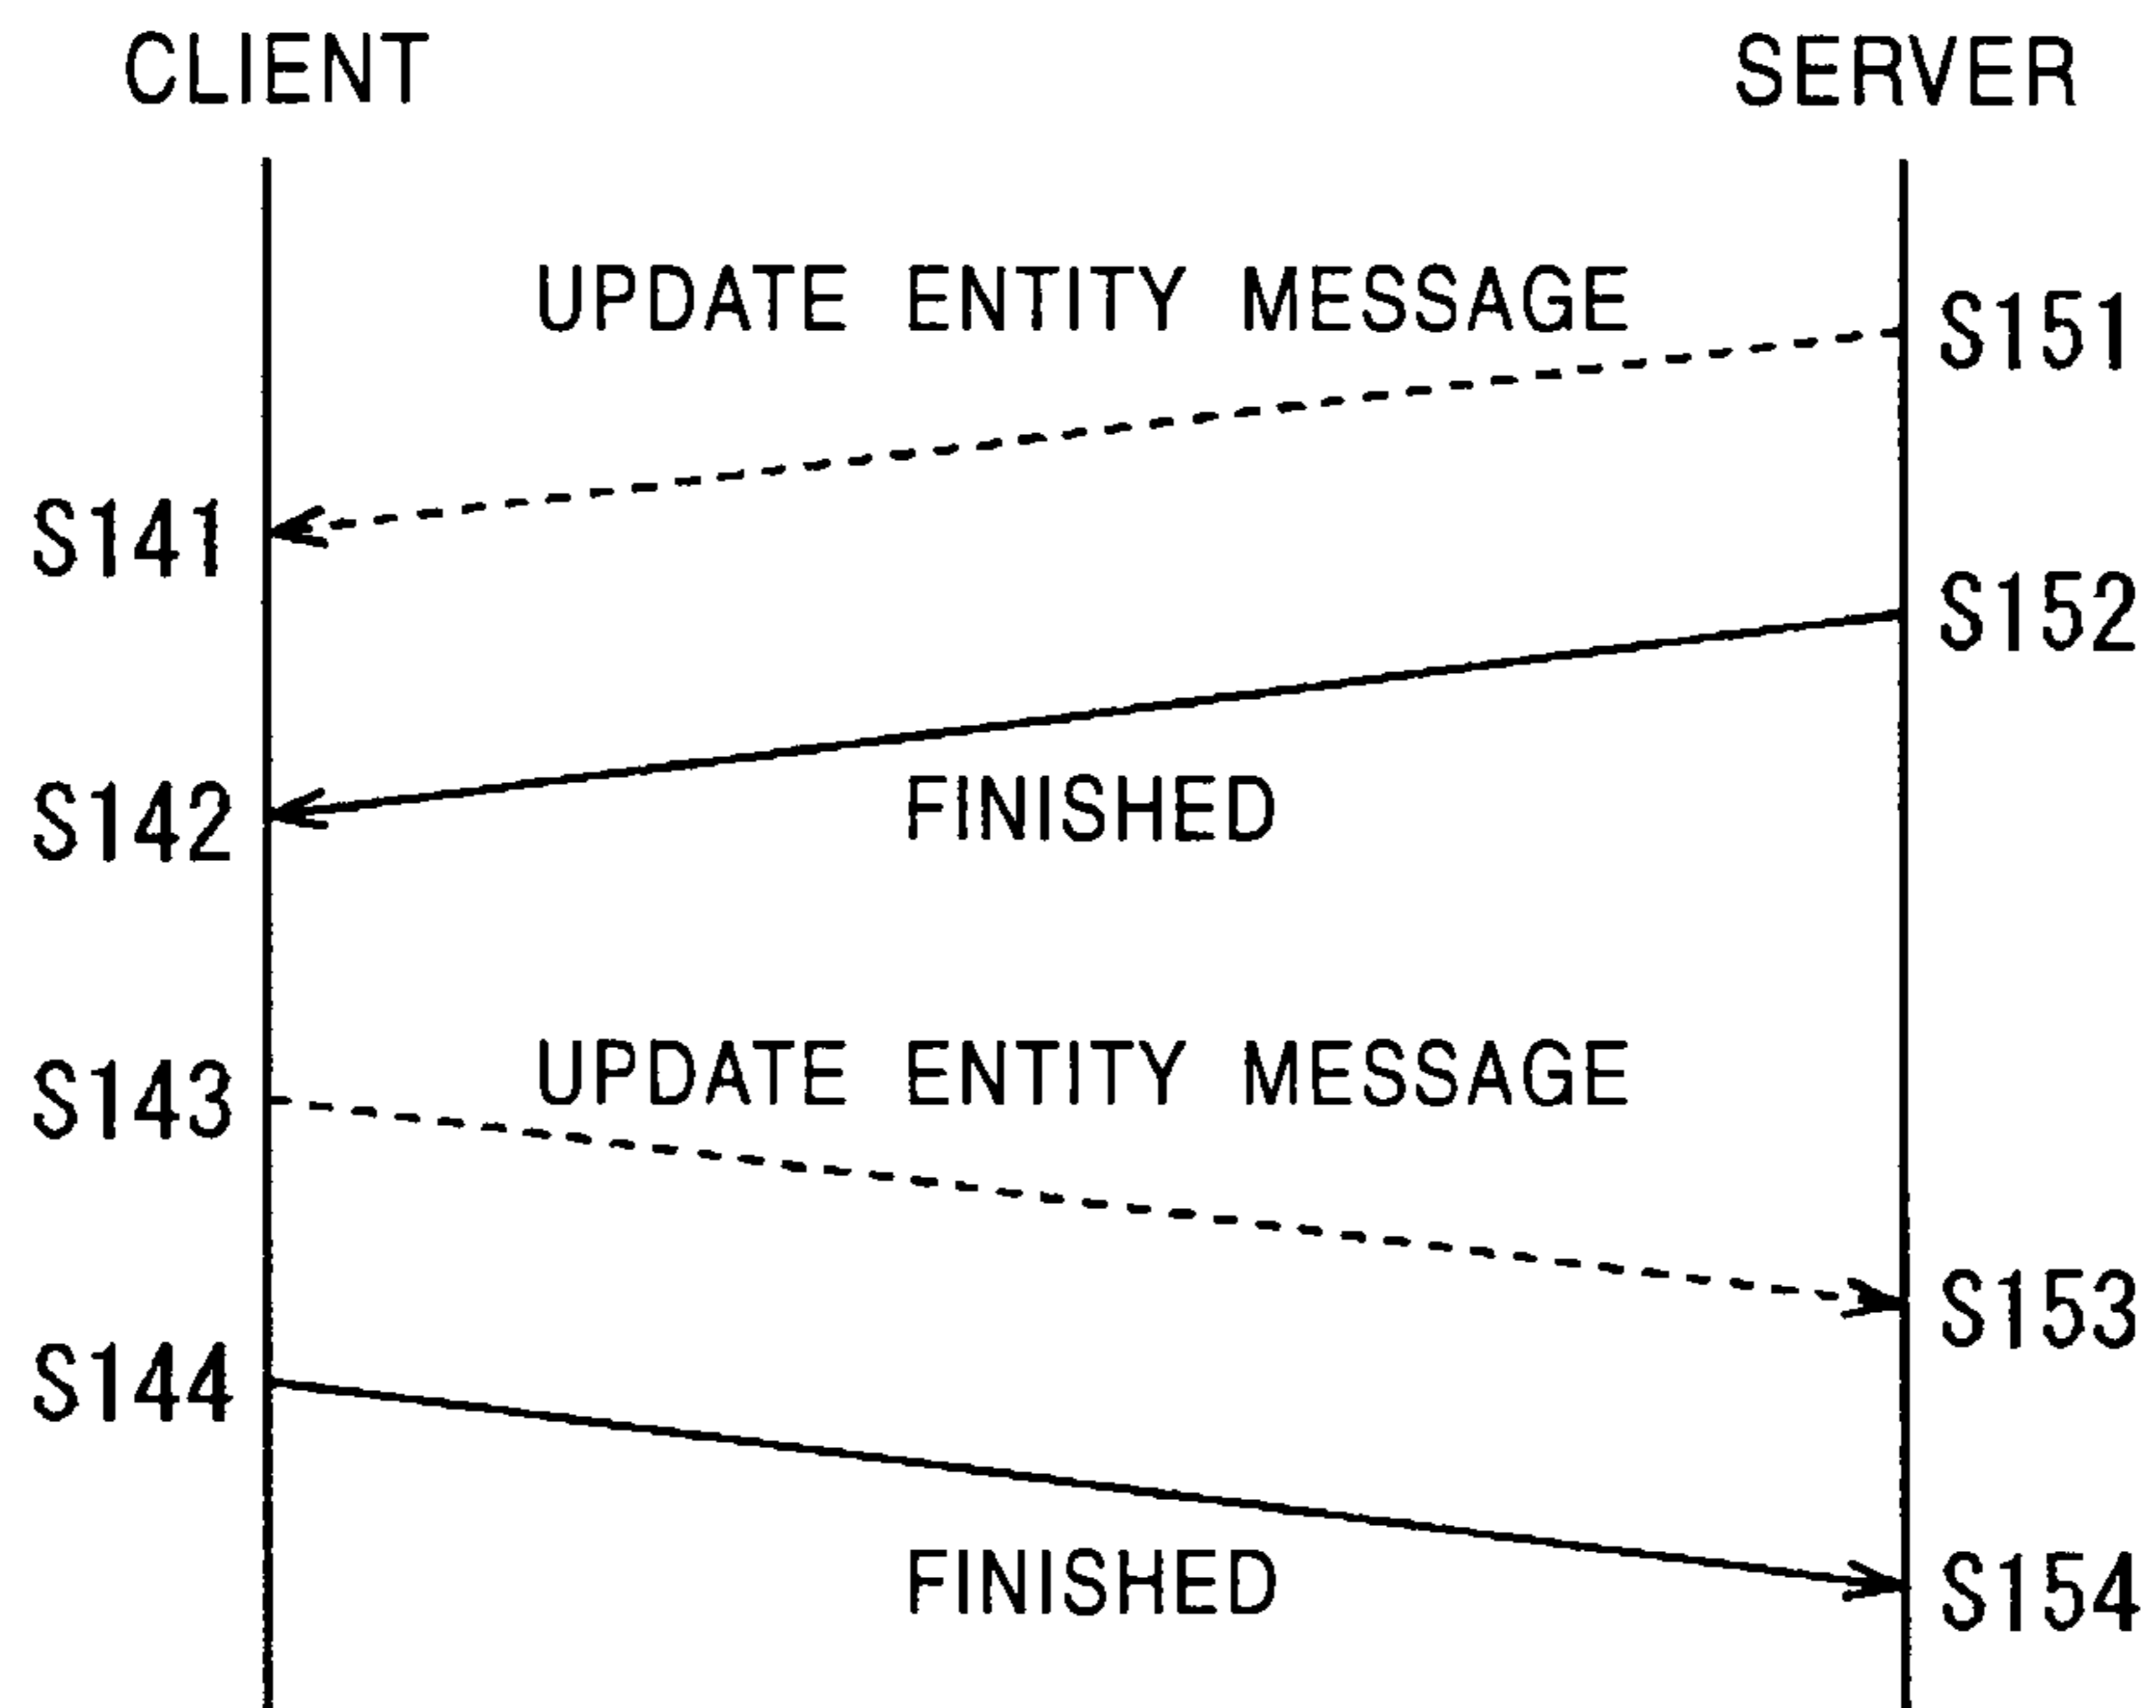 CLIENT SERVER
UPDATE ENTITY MESSAGE
S151
S141
S152
S142
FINISHED
UPDATE ENTITY MESSAGE
S143
S153
S144
FINISHED
S154